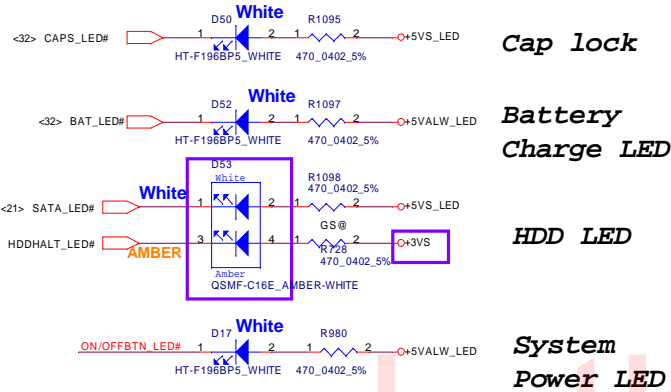 D50 White R1095
<32> CAPS_LED# 1 2 1 2 +5VS_LED Cap lock
HT-F196BP5_WHITE 470_0402_5%
D52 White R1097
<32> BAT_LED# 1 2 1 2 +5VALW_LED Battery
HT-F196BP5_WHITE 470_0402_5% Charge LED
D53
White R1098
White 470_0402_5%
<21> SATA_LED# 1 2 1 2 +5VS_LED
GS@
HDDHALT_LED# 3 4 1 2 +3VS HDD LED
AMBER R728
470_0402_5%
Amber
QSMF-C16E_AMBER-WHITE
D17 White R980
ON/OFFBTN_LED# 1 2 1 2 +5VALW_LED System
HT-F196BP5_WHITE 470_0402_5% Power LED